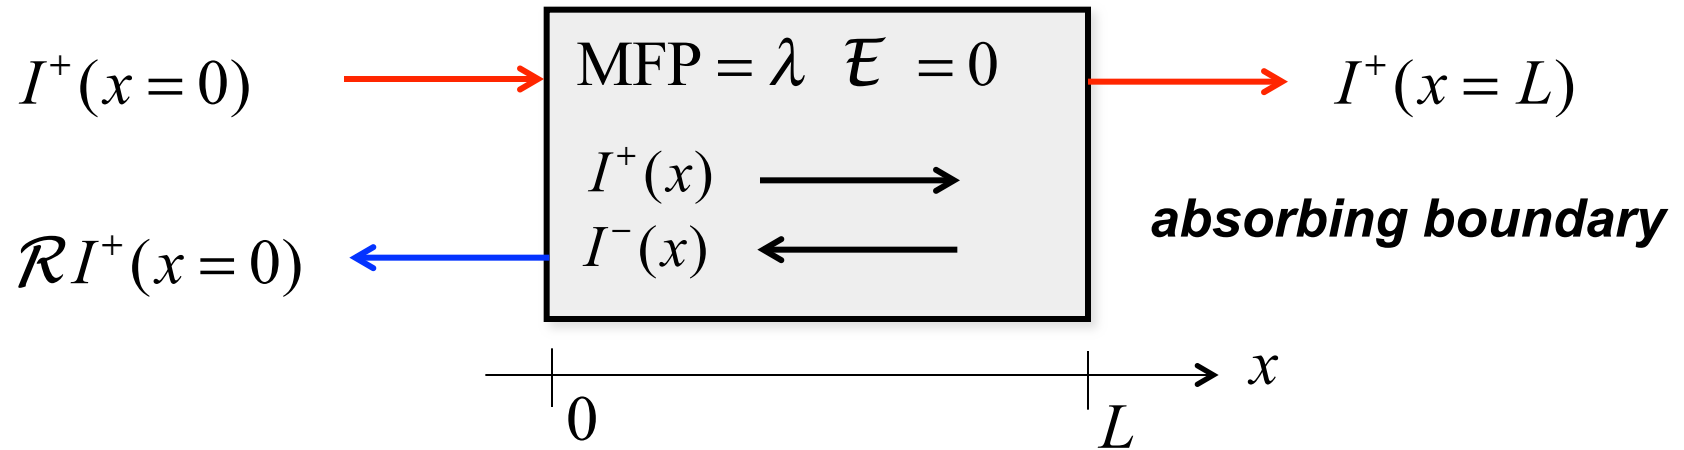 I⁺(x = 0)
MFP = λ ℰ = 0
I⁺(x = L)
I⁺(x)
absorbing boundary
I⁻(x)
ℛI⁺(x = 0)
x
0
L